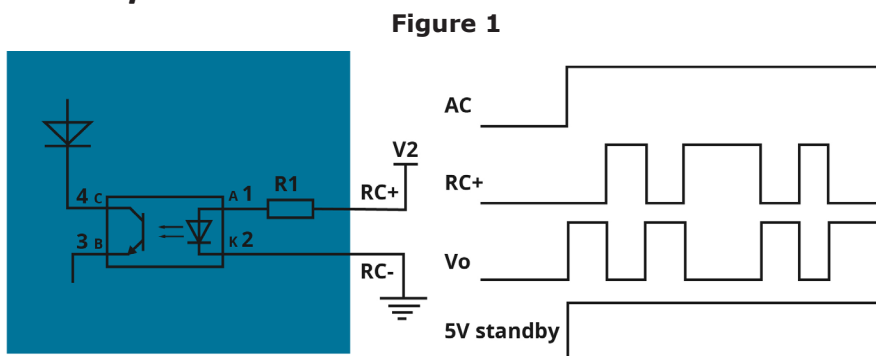 Figure 1
V2
4 C
A 1
R1
RC+
3 B
K 2
RC-
AC
RC+
Vo
5V standby